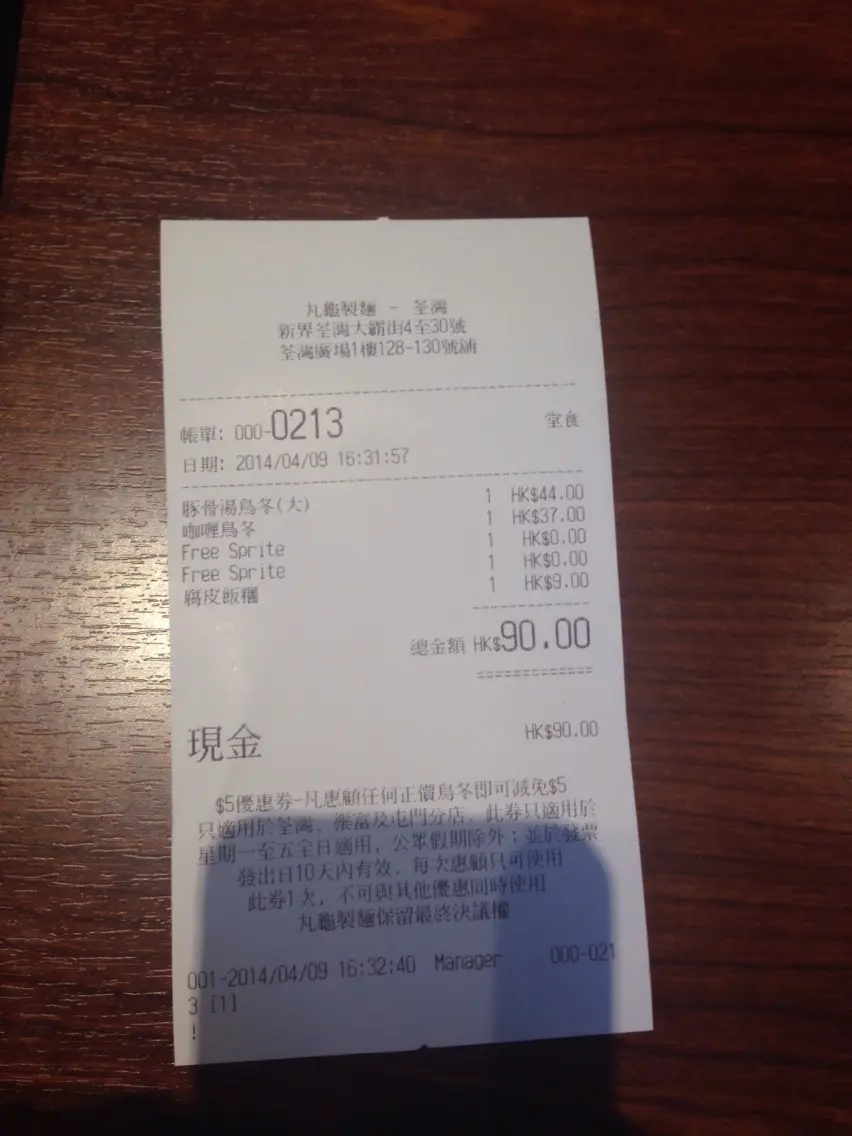 丸龜製麵 - 荃灣
新界荃灣大霸街4至30號
荃灣廣場1樓128-130號舖
帳單: 000-0213 堂食
日期: 2014/04/09 16:31:57
豚骨湯烏冬(大) 1 HK$44.00
咖喱烏冬 1 HK$37.00
Free Sprite 1 HK$0.00
Free Sprite 1 HK$0.00
腐皮飯糰 1 HK$9.00
總金額 HK$90.00
現金 HK$90.00
$5優惠券-凡惠顧任何正價烏冬即可減免$5
只適用於荃灣、樂富及屯門分店. 此券只適用於
星期一至五全日適用, 公眾假期除外；並於發票
發出日10天內有效. 每次惠顧只可使用
此券1次, 不可與其他優惠同時使用
丸龜製麵保留最終決議權
001-2014/04/09 16:32:40 Manager 000-021
3 [1]
!